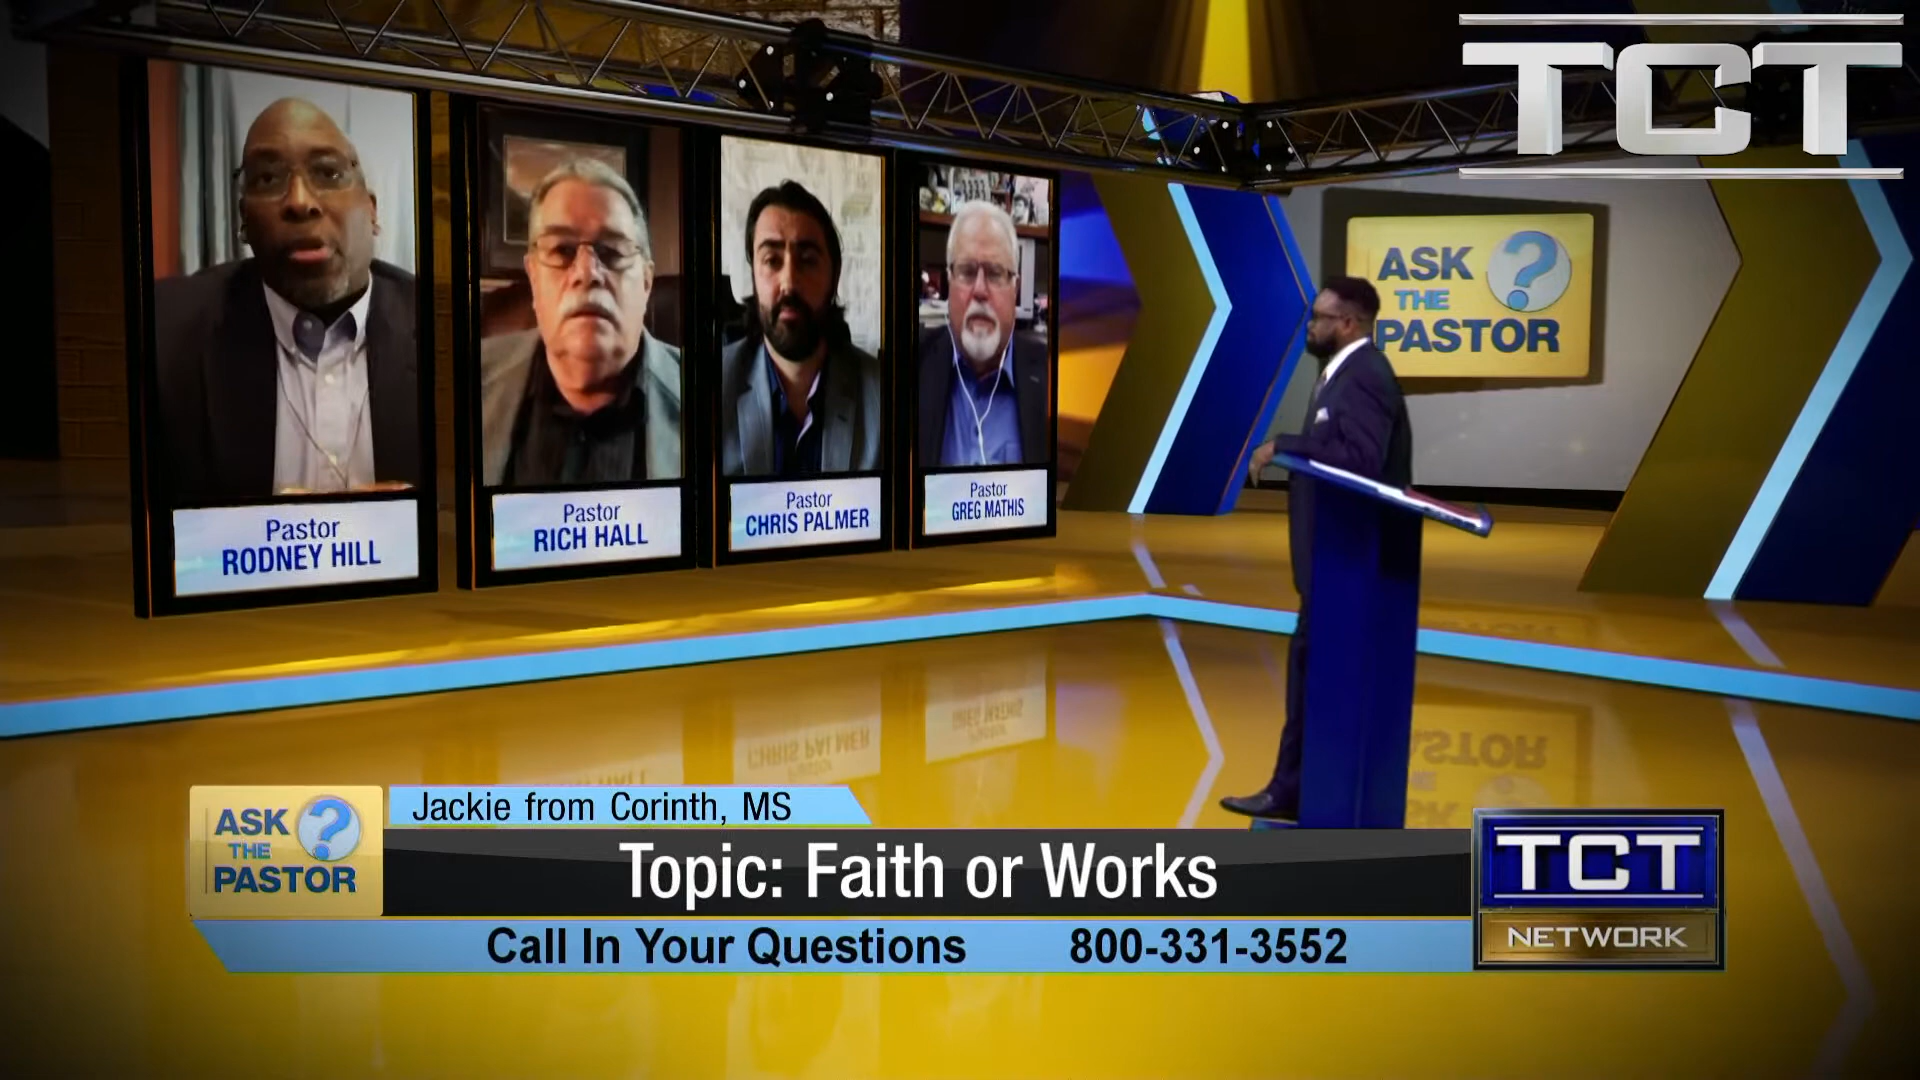 TCT
ASK
THE
PASTOR
?
Pastor
RODNEY HILL
Pastor
RICH HALL
Pastor
CHRIS PALMER
Pastor
GREG MATHIS
ASK
THE
PASTOR
?
Jackie from Corinth, MS
Topic: Faith or Works
Call In Your Questions 800-331-3552
TCT
NETWORK